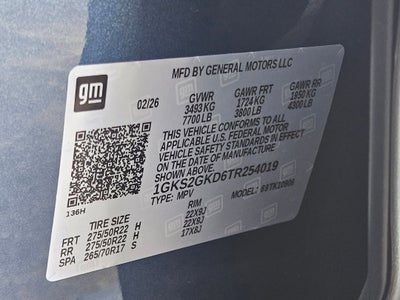 gm
MFD BY GENERAL MOTORS LLC
02/26 GVWR GAWR FRT GAWR RR
3493 KG 1724 KG 1950 KG
7700 LB 3800 LB 4300 LB
THIS VEHICLE CONFORMS TO ALL
APPLICABLE U.S. FEDERAL MOTOR
VEHICLE SAFETY STANDARDS IN EFFECT
ON THE DATE OF MANUFACTURE SHOWN ABOVE.
1GKS2GKD6TR254019
136H TYPE: MPV MODEL:
TIRE SIZE RIM
FRT 275/50R22 H 22X9J
RR 275/50R22 H 22X9J
SPA 265/70R17 S 17X8J